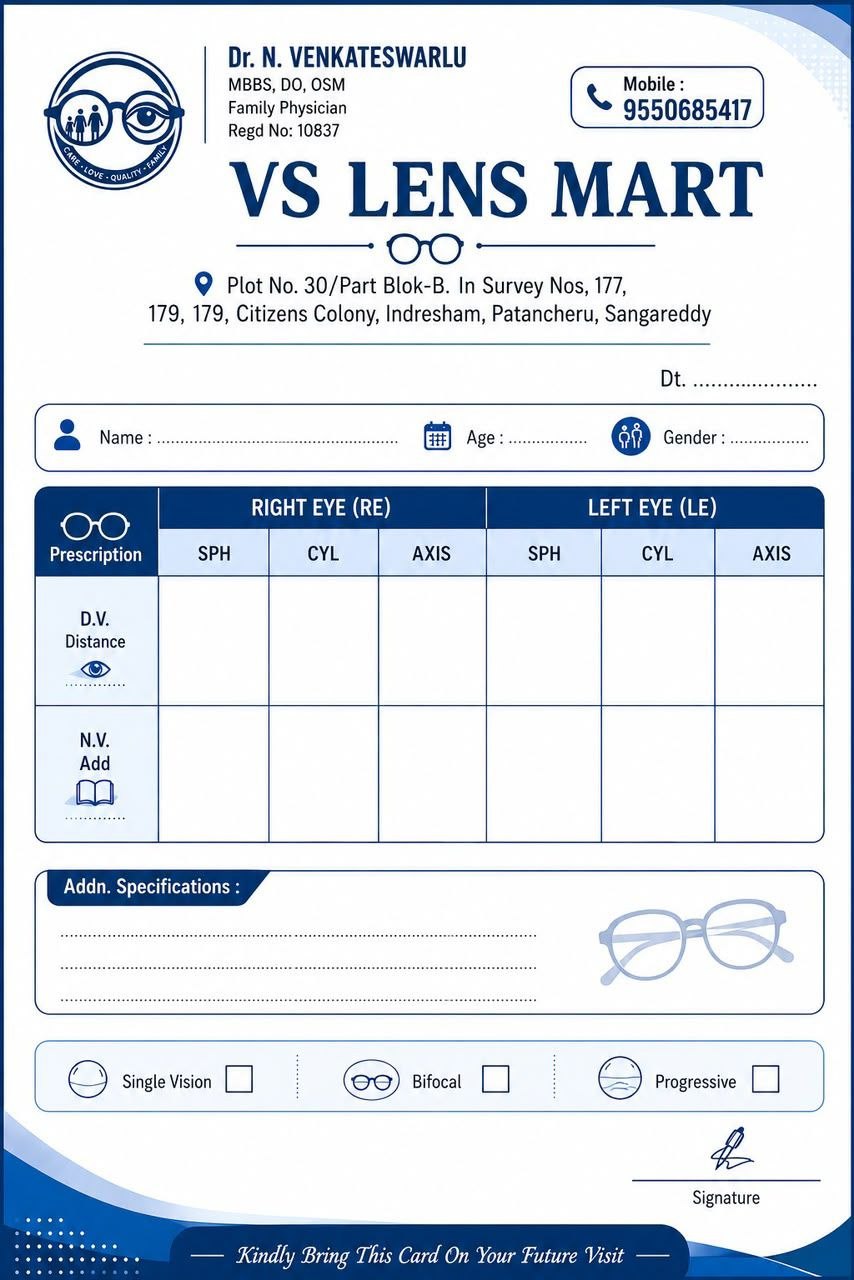 Dr. N. VENKATESWARLU
MBBS, DO, OSM
Family Physician
Regd No: 10837
Mobile :
9550685417
CARE • LOVE • QUALITY • FAMILY
VS LENS MART
Plot No. 30/Part Blok-B. In Survey Nos, 177,
179, 179, Citizens Colony, Indresham, Patancheru, Sangareddy
Dt. .....................
Name : ........................................................ Age : .................. Gender : ..................
Prescription
RIGHT EYE (RE) LEFT EYE (LE)
SPH CYL AXIS SPH CYL AXIS
D.V.
Distance
N.V.
Add
Addn. Specifications :
Single Vision Bifocal Progressive
Signature
Kindly Bring This Card On Your Future Visit